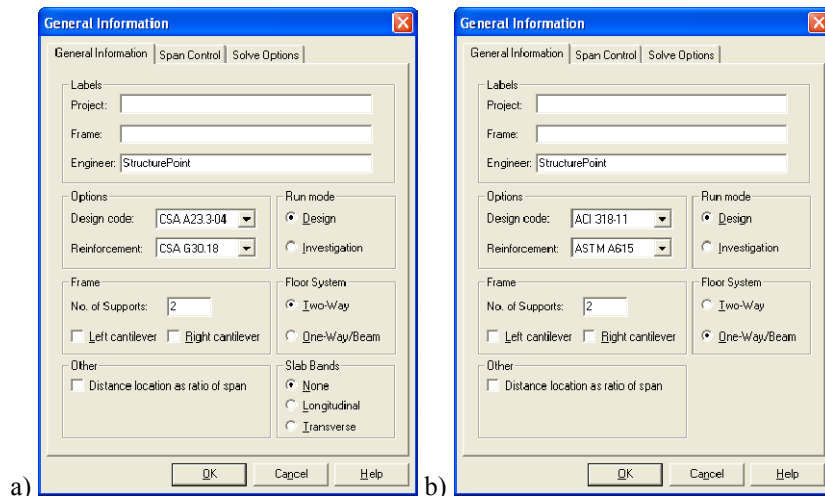 General Information
General Information Span Control Solve Options
Labels
Project:
Frame:
Engineer: StructurePoint
Options
Design code: CSA A23.3-04
Reinforcement: CSA G30.18
Run mode
Design
Investigation
Frame
No. of Supports: 2
Left cantilever Right cantilever
Floor System
Two-Way
One-Way/Beam
Other
Distance location as ratio of span
Slab Bands
None
Longitudinal
Transverse
OK Cancel Help
a)
General Information
General Information Span Control Solve Options
Labels
Project:
Frame:
Engineer: StructurePoint
Options
Design code: ACI 318-11
Reinforcement: ASTM A615
Run mode
Design
Investigation
Frame
No. of Supports: 2
Left cantilever Right cantilever
Floor System
Two-Way
One-Way/Beam
Other
Distance location as ratio of span
OK Cancel Help
b)